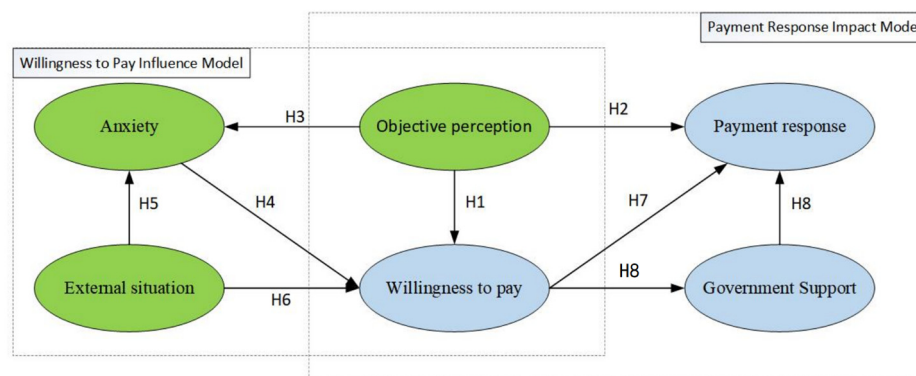 Payment Response Impact Mode
Willingness to Pay Influence Model
Anxiety
H3
Objective perception
H2
Payment response
H5
H4
H1
H7
H8
External situation
H6
Willingness to pay
H8
Government Support